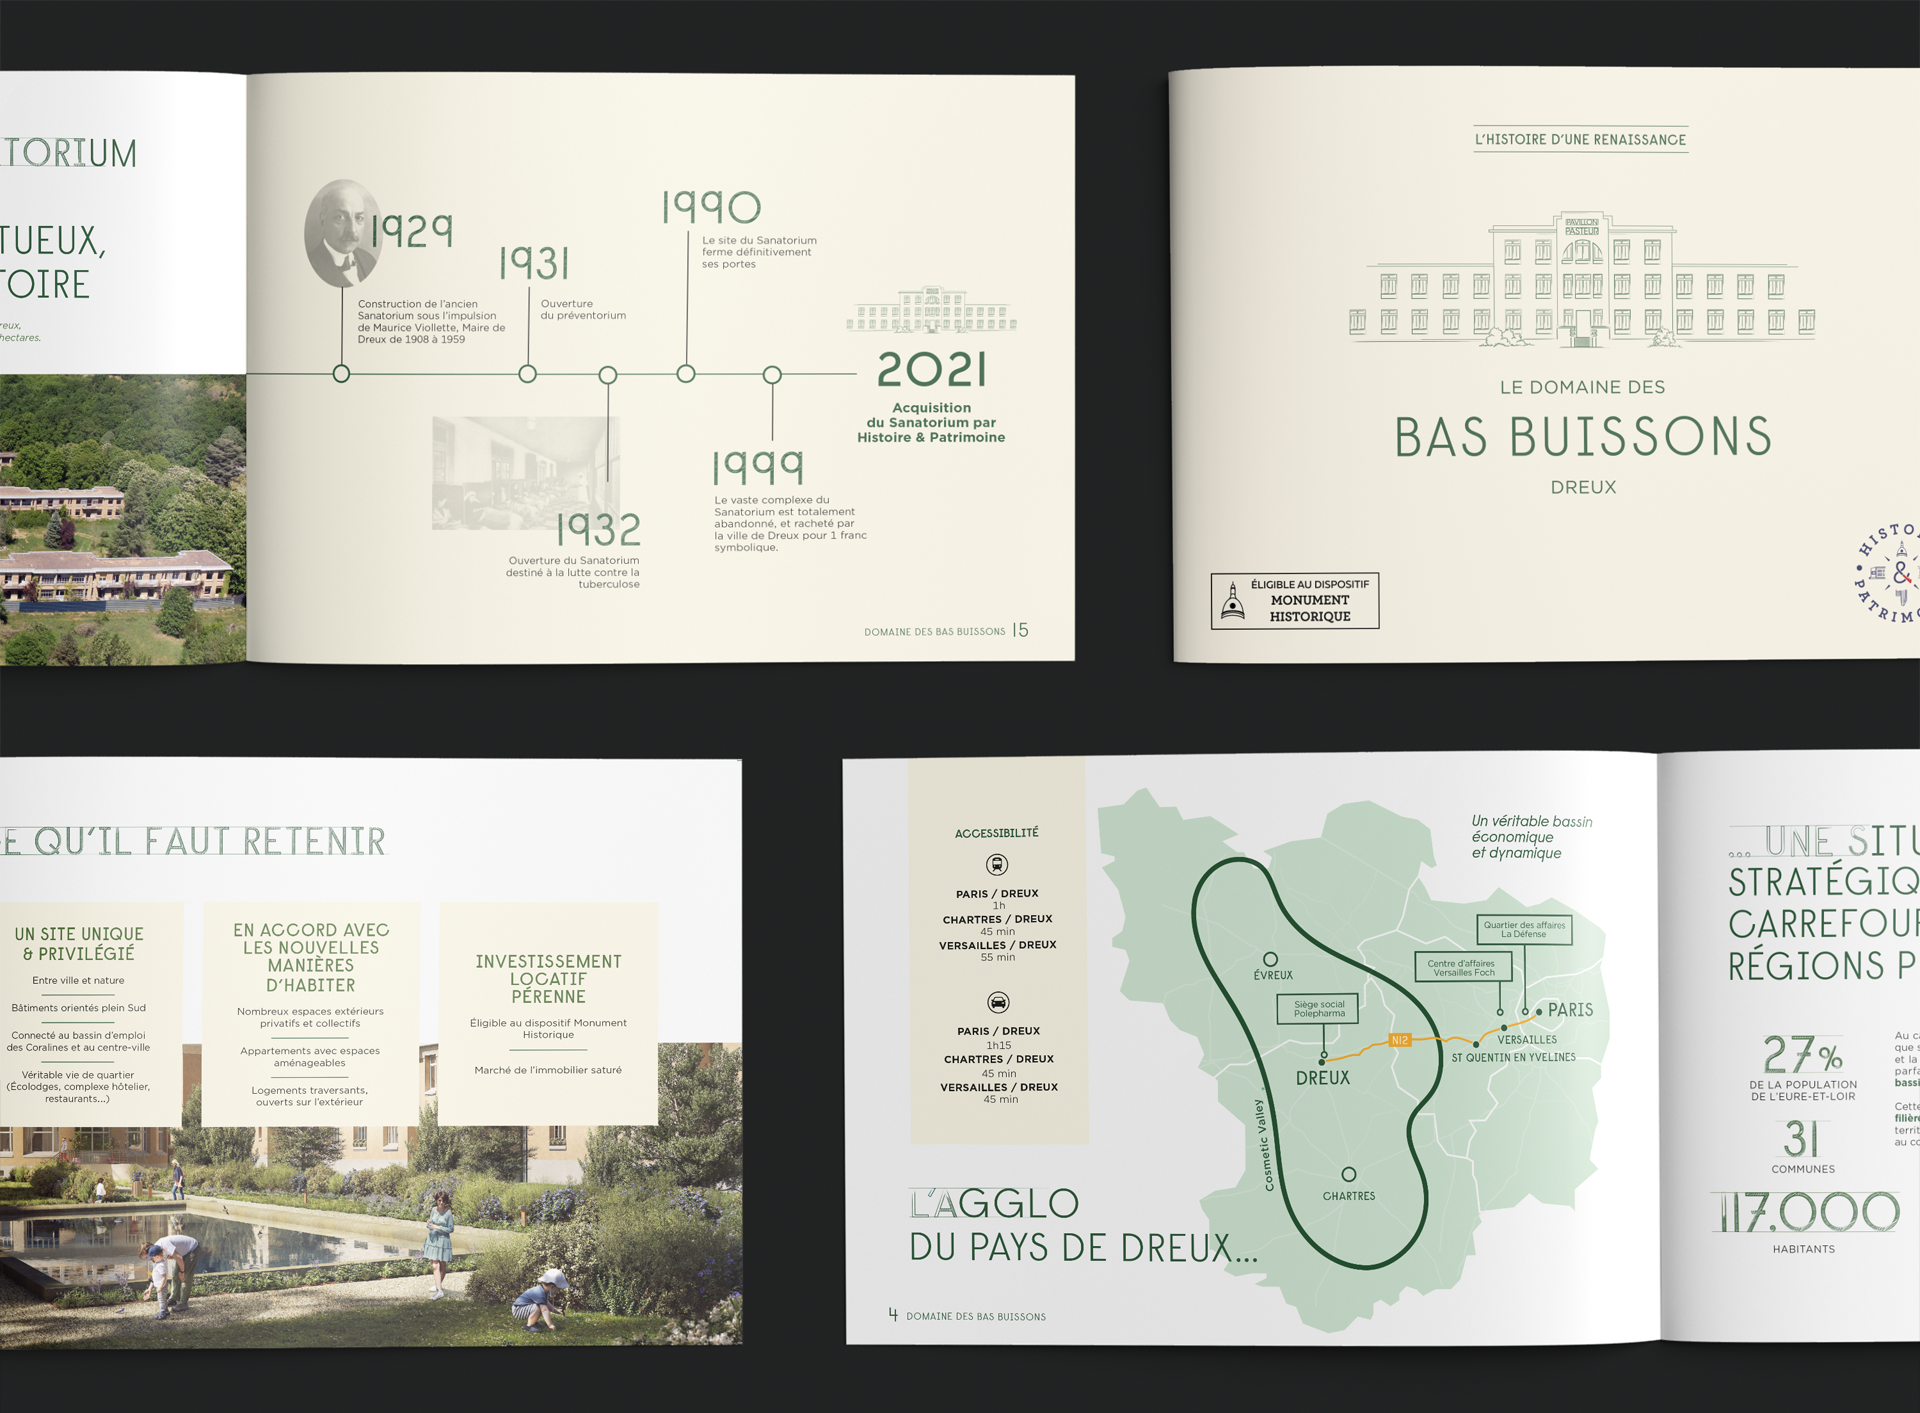 TORIUM
TUEUX,
TOIRE
reux,
hectares.
1929
Construction de l'ancien
Sanatorium sous l'impulsion
de Maurice Viollette, Maire de
Dreux de 1908 à 1959
1931
Ouverture
du préventorium
1990
Le site du Sanatorium
ferme définitivement
ses portes
2021
Acquisition
du Sanatorium par
Histoire & Patrimoine
1932
Ouverture du Sanatorium
destiné à la lutte contre la
tuberculose
1999
Le vaste complexe du
Sanatorium est totalement
abandonné, et racheté par
la ville de Dreux pour 1 franc
symbolique.
DOMAINE DES BAS BUISSONS 15
L'HISTOIRE D'UNE RENAISSANCE
PAVILLON
PASTEUR
LE DOMAINE DES
BAS BUISSONS
DREUX
ÉLIGIBLE AU DISPOSITIF
MONUMENT
HISTORIQUE
HISTO
&
PATRIMO
E QU'IL FAUT RETENIR
UN SITE UNIQUE
& PRIVILÉGIÉ
Entre ville et nature
Bâtiments orientés plein Sud
Connecté au bassin d'emploi
des Coralines et au centre-ville
Véritable vie de quartier
(Écolodges, complexe hôtelier,
restaurants...)
EN ACCORD AVEC
LES NOUVELLES
MANIÈRES
D'HABITER
Nombreux espaces extérieurs
privatifs et collectifs
Appartements avec espaces
aménageables
Logements traversants,
ouverts sur l'extérieur
INVESTISSEMENT
LOCATIF
PÉRENNE
Éligible au dispositif Monument
Historique
Marché de l'immobilier saturé
ACCESSIBILITÉ
PARIS / DREUX
1h
CHARTRES / DREUX
45 min
VERSAILLES / DREUX
55 min
PARIS / DREUX
1h15
CHARTRES / DREUX
45 min
VERSAILLES / DREUX
45 min
L'AGGLO
DU PAYS DE DREUX...
4 DOMAINE DES BAS BUISSONS
Un véritable bassin
économique
et dynamique
Quartier des affaires
La Défense
Centre d'affaires
Versailles Foch
ÉVREUX
Siège social
Polepharma
PARIS
N12
VERSAILLES
ST QUENTIN EN YVELINES
DREUX
Cosmetic Valley
CHARTRES
... UNE SITU
STRATÉGIQ
CARREFOUR
RÉGIONS P
27%
DE LA POPULATION
DE L'EURE-ET-LOIR
31
COMMUNES
117.000
HABITANTS
Au c
que s
et la
parfa
bassi
Cette
filièr
territ
au co